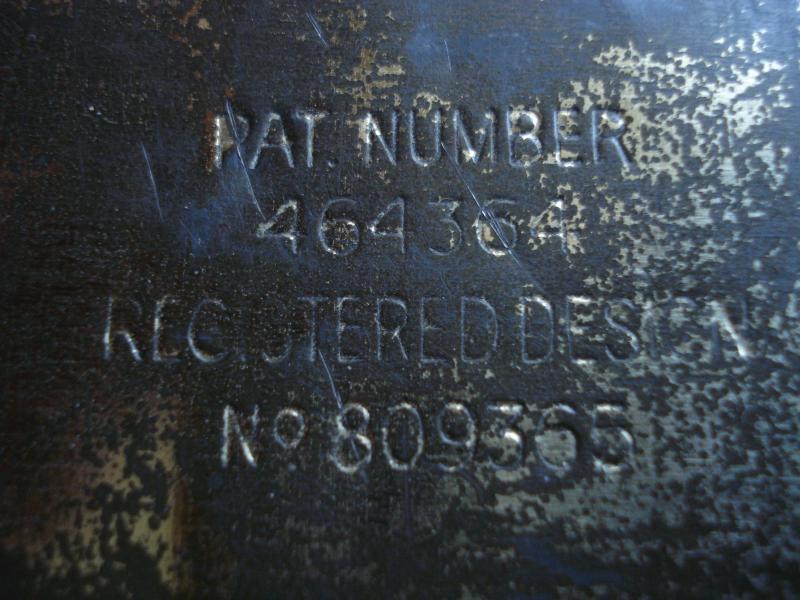 PAT. NUMBER
464364
REGISTERED DESIGN
Nº 809365